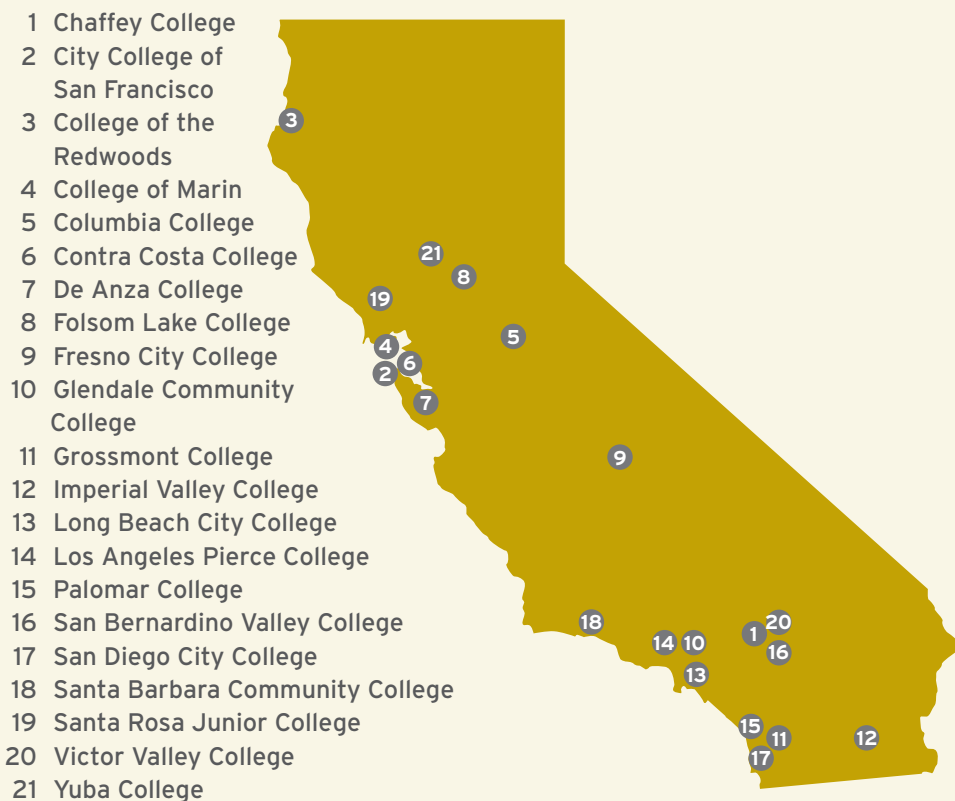 1 Chaffey College
2 City College of
San Francisco
3 College of the
Redwoods
4 College of Marin
5 Columbia College
6 Contra Costa College
7 De Anza College
8 Folsom Lake College
9 Fresno City College
10 Glendale Community
College
11 Grossmont College
12 Imperial Valley College
13 Long Beach City College
14 Los Angeles Pierce College
15 Palomar College
16 San Bernardino Valley College
17 San Diego City College
18 Santa Barbara Community College
19 Santa Rosa Junior College
20 Victor Valley College
21 Yuba College
3
21
8
19
5
4
6
2
7
9
18
20
1
14
10
16
13
15
11
12
17